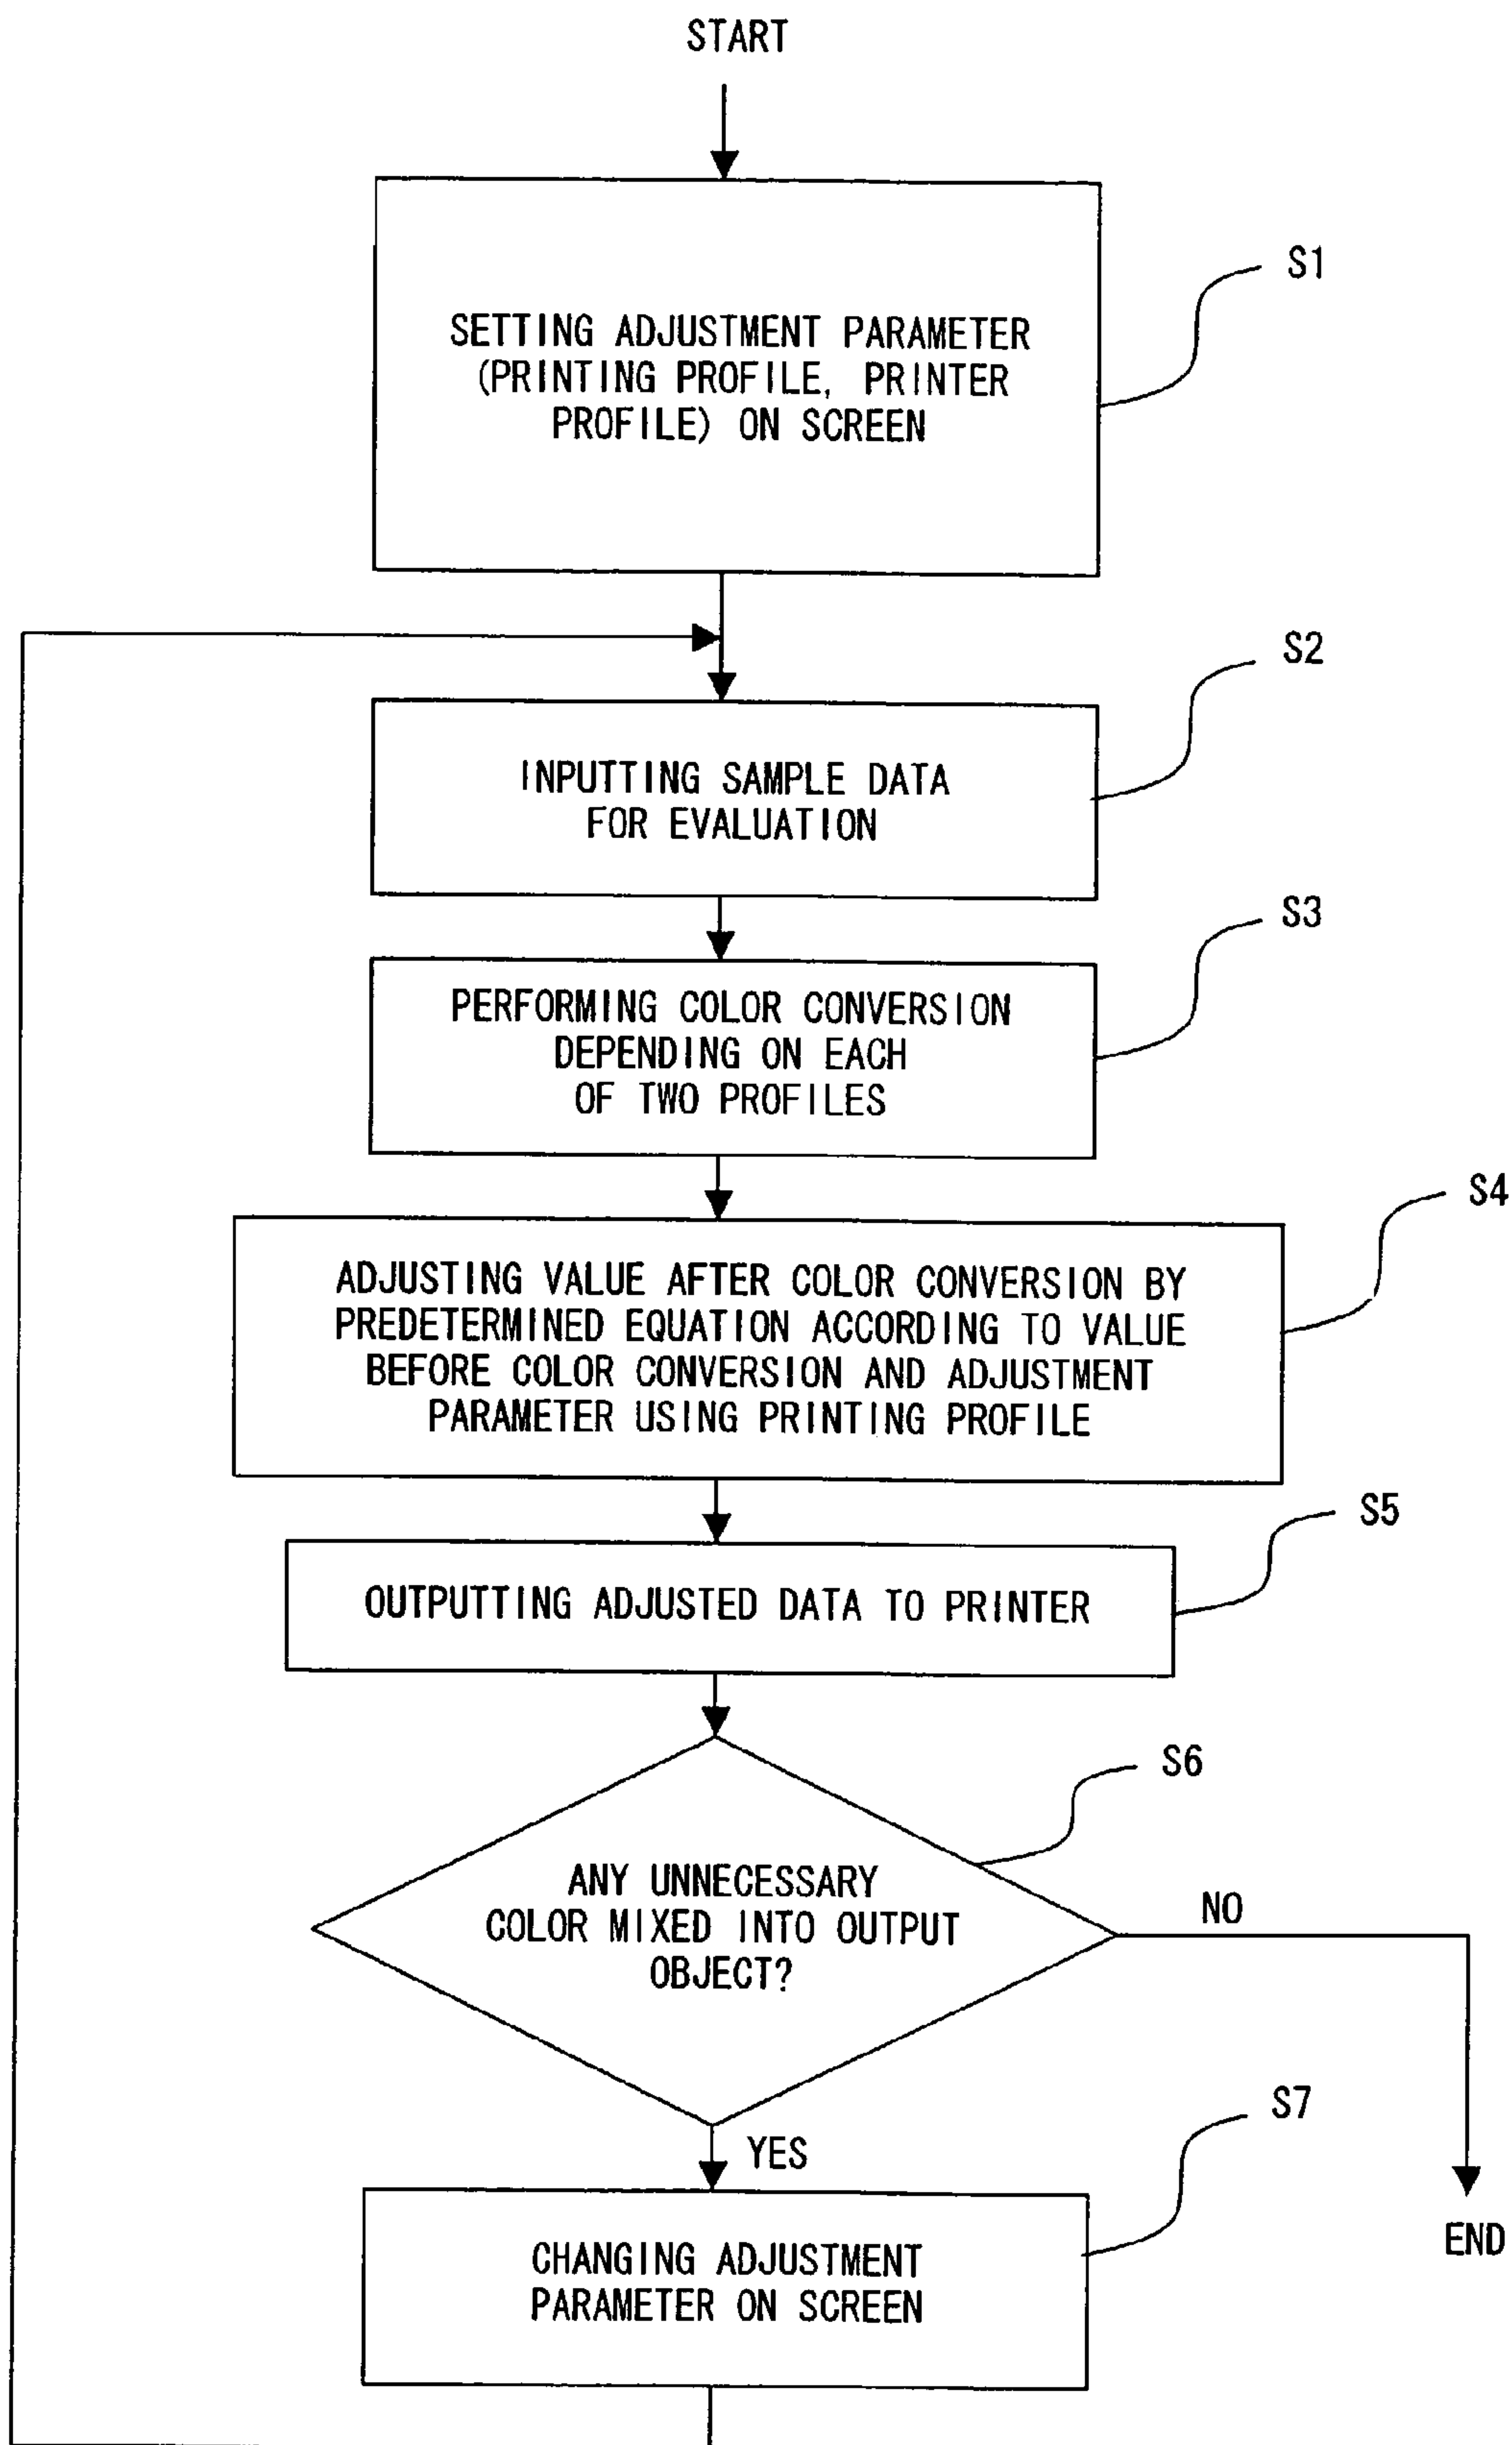 START
S1
SETTING ADJUSTMENT PARAMETER
(PRINTING PROFILE, PRINTER
PROFILE) ON SCREEN
S2
INPUTTING SAMPLE DATA
FOR EVALUATION
S3
PERFORMING COLOR CONVERSION
DEPENDING ON EACH
OF TWO PROFILES
S4
ADJUSTING VALUE AFTER COLOR CONVERSION BY
PREDETERMINED EQUATION ACCORDING TO VALUE
BEFORE COLOR CONVERSION AND ADJUSTMENT
PARAMETER USING PRINTING PROFILE
S5
OUTPUTTING ADJUSTED DATA TO PRINTER
S6
ANY UNNECESSARY
COLOR MIXED INTO OUTPUT
OBJECT?
NO
YES
S7
CHANGING ADJUSTMENT
PARAMETER ON SCREEN
END